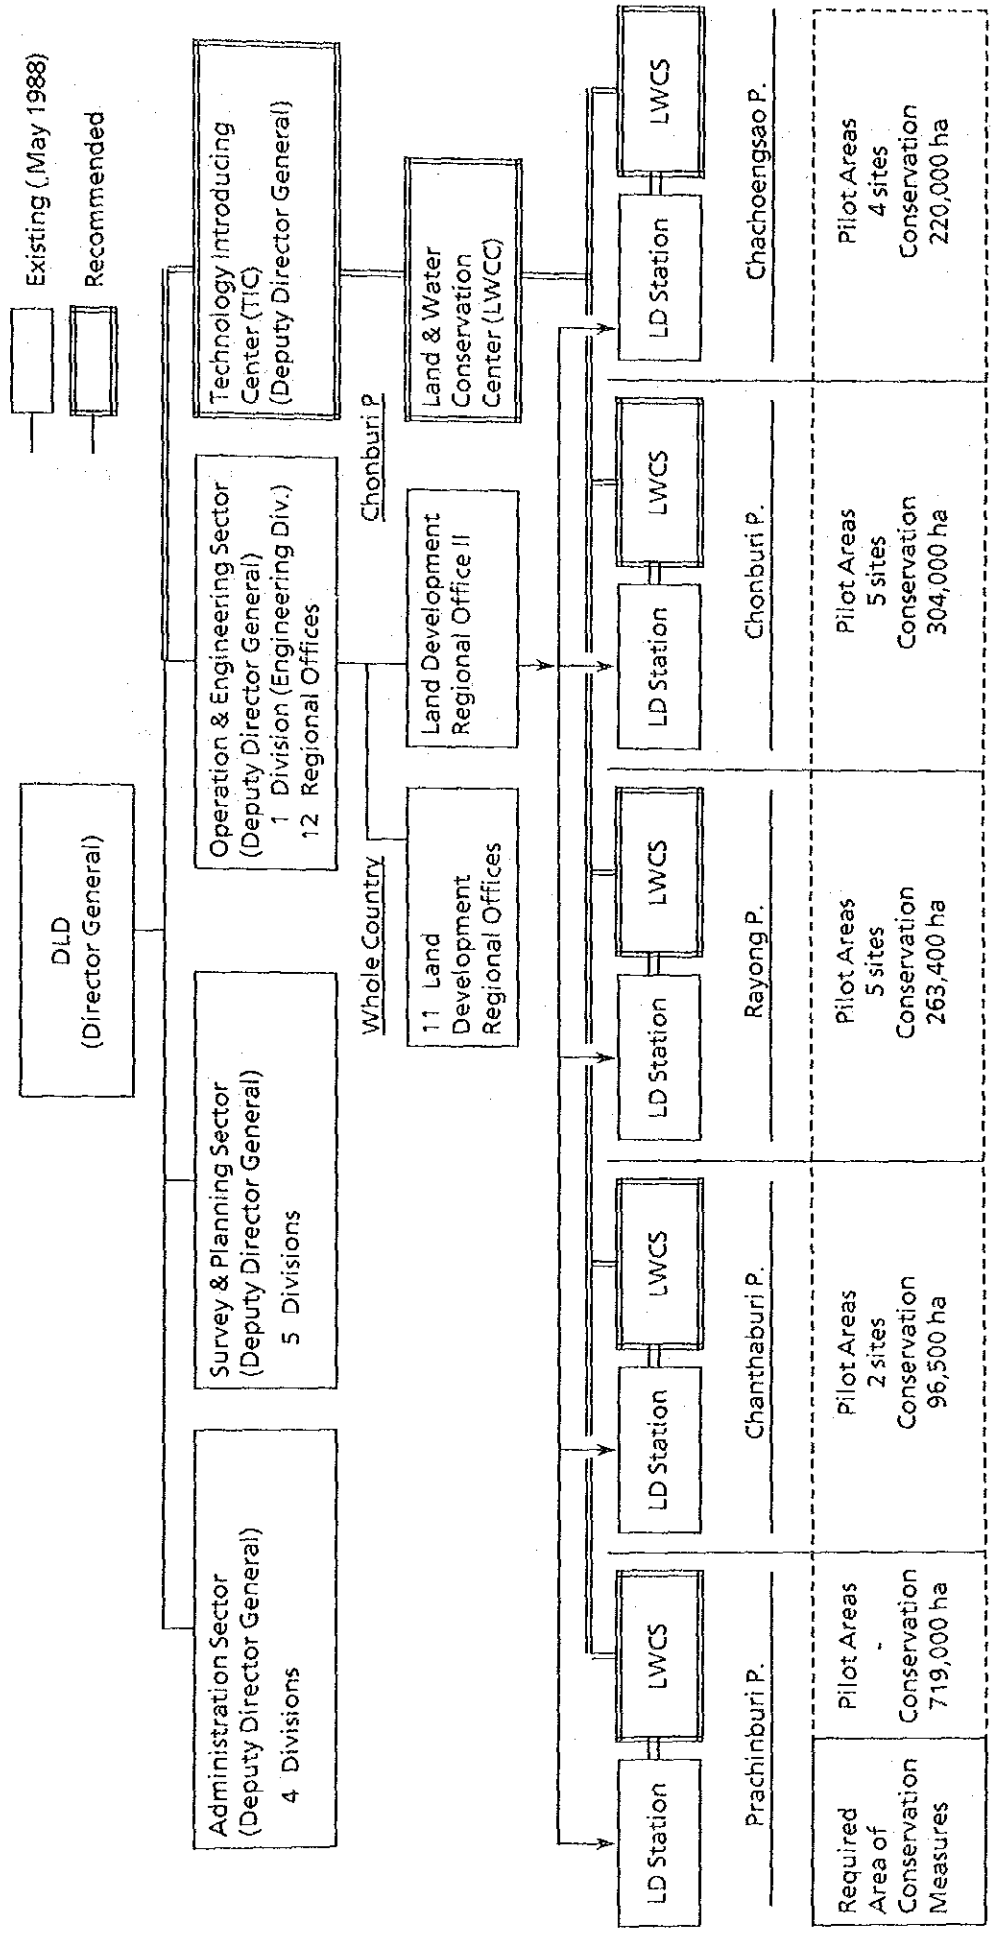 Existing (May 1988)
Recommended
DLD
(Director General)
Administration Sector
(Deputy Director General)
4 Divisions
Survey & Planning Sector
(Deputy Director General)
5 Divisions
Operation & Engineering Sector
(Deputy Director General)
1 Division (Engineering Div.)
12 Regional Offices
Technology Introducing
Center (TIC)
(Deputy Director General)
Whole Country
Chonburi P
11 Land
Development
Regional Offices
Land Development
Regional Office II
Land & Water
Conservation
Center (LWCC)
LD Station
LWCS
LD Station
LWCS
LD Station
LWCS
LD Station
LWCS
LD Station
LWCS
Prachinburi P.
Chanthaburi P.
Rayong P.
Chonburi P.
Chachoengsao P.
Required
Area of
Conservation
Measures
Pilot Areas
-
Conservation
719,000 ha
Pilot Areas
2 sites
Conservation
96,500 ha
Pilot Areas
5 sites
Conservation
263,400 ha
Pilot Areas
5 sites
Conservation
304,000 ha
Pilot Areas
4 sites
Conservation
220,000 ha